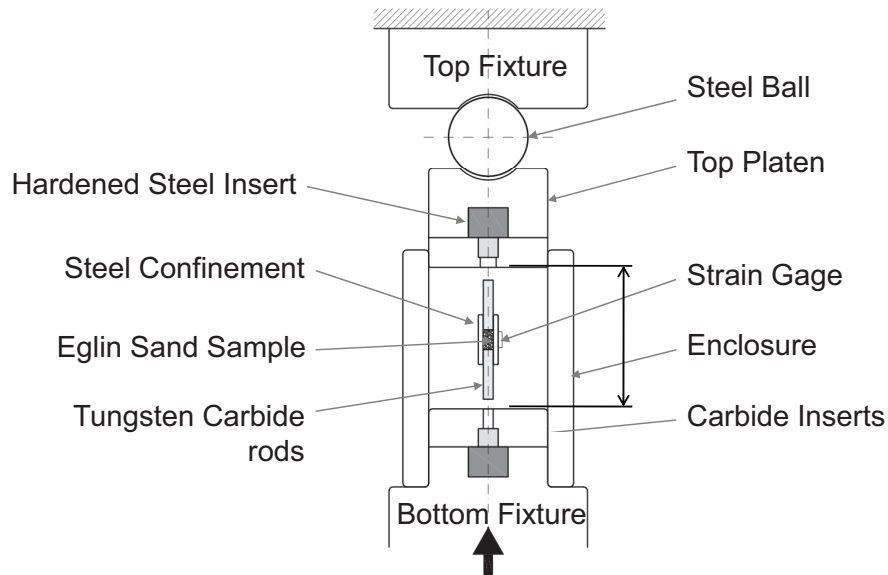 Top Fixture
Steel Ball
Top Platen
Hardened Steel Insert
Steel Confinement
Strain Gage
Eglin Sand Sample
Enclosure
Tungsten Carbide
rods
Carbide Inserts
Bottom Fixture